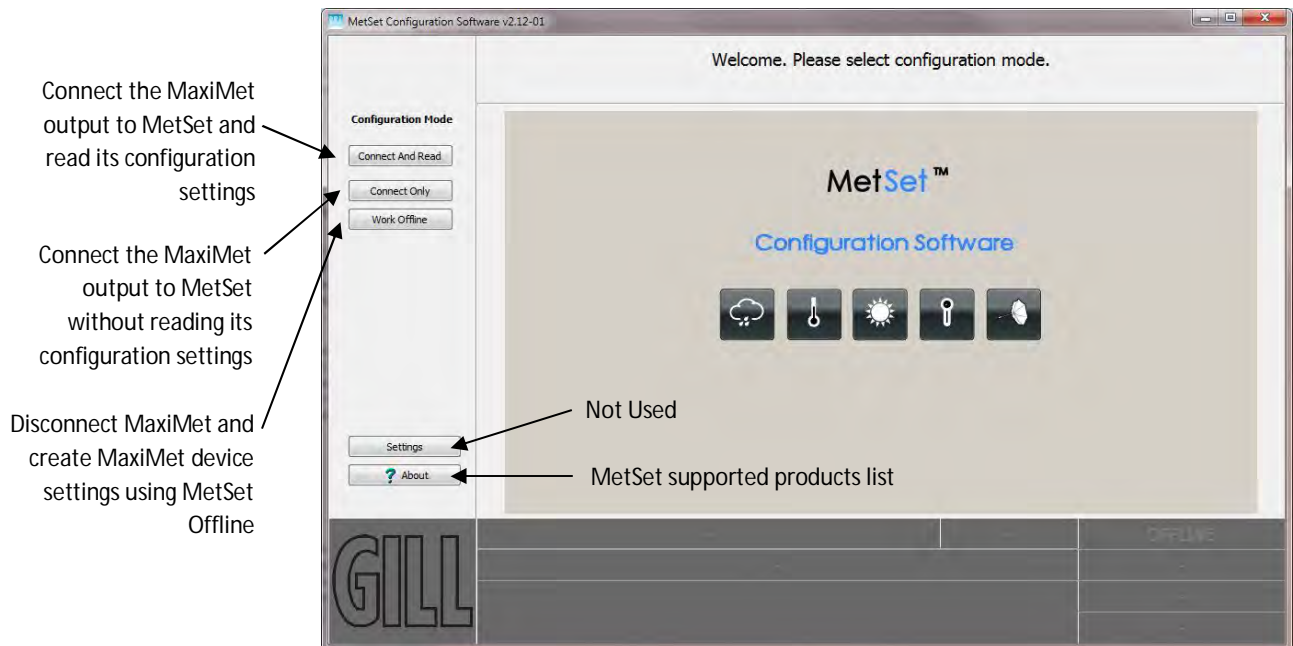 MetSet Configuration Software v2.12-01
Welcome. Please select configuration mode.
Connect the MaxiMet
output to MetSet and
read its configuration
settings
Connect the MaxiMet
output to MetSet
without reading its
configuration settings
Disconnect MaxiMet and
create MaxiMet device
settings using MetSet
Offline
Configuration Mode
Connect And Read
Connect Only
Work Offline
MetSet™
Configuration Software
Settings
? About
Not Used
MetSet supported products list
GILL
OFFLINE